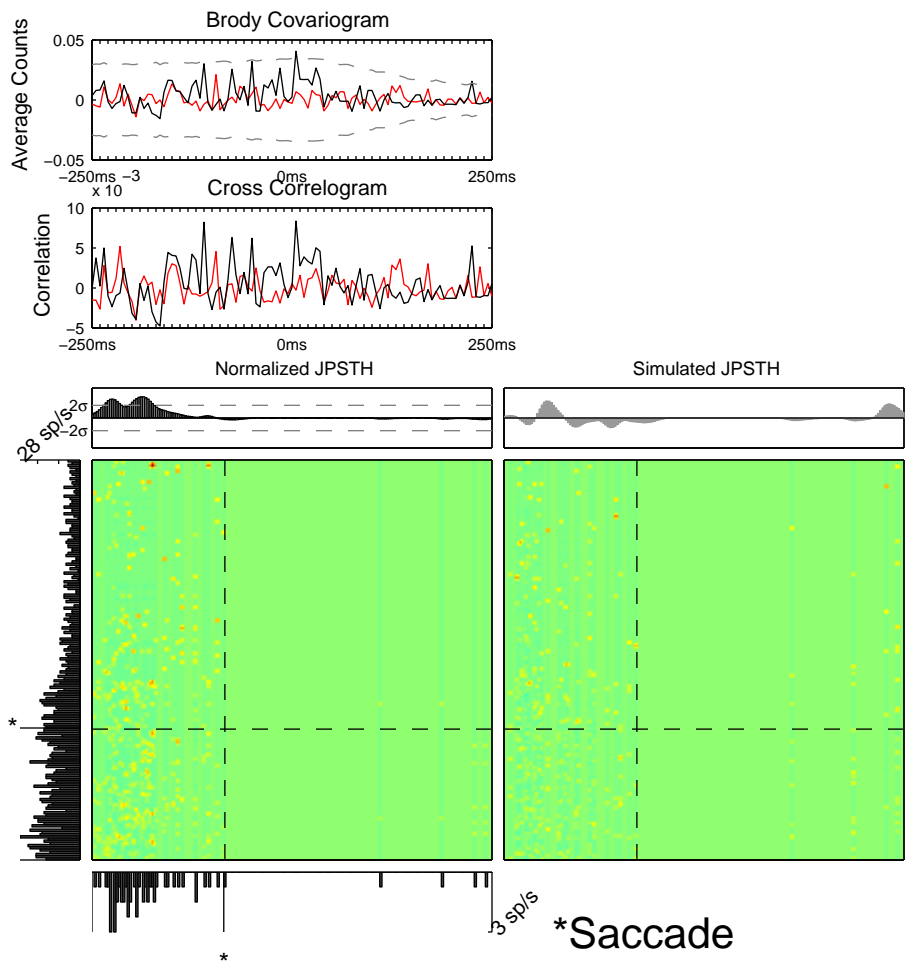 Brody Covariogram
Average Counts
0.05
0
−0.05
−250ms
0ms
250ms
−3
x 10
Cross Correlogram
Correlation
10
5
0
−5
−250ms
0ms
250ms
Normalized JPSTH
Simulated JPSTH
2σ
−2σ
28 sp/s
*
3 sp/s
*
*Saccade